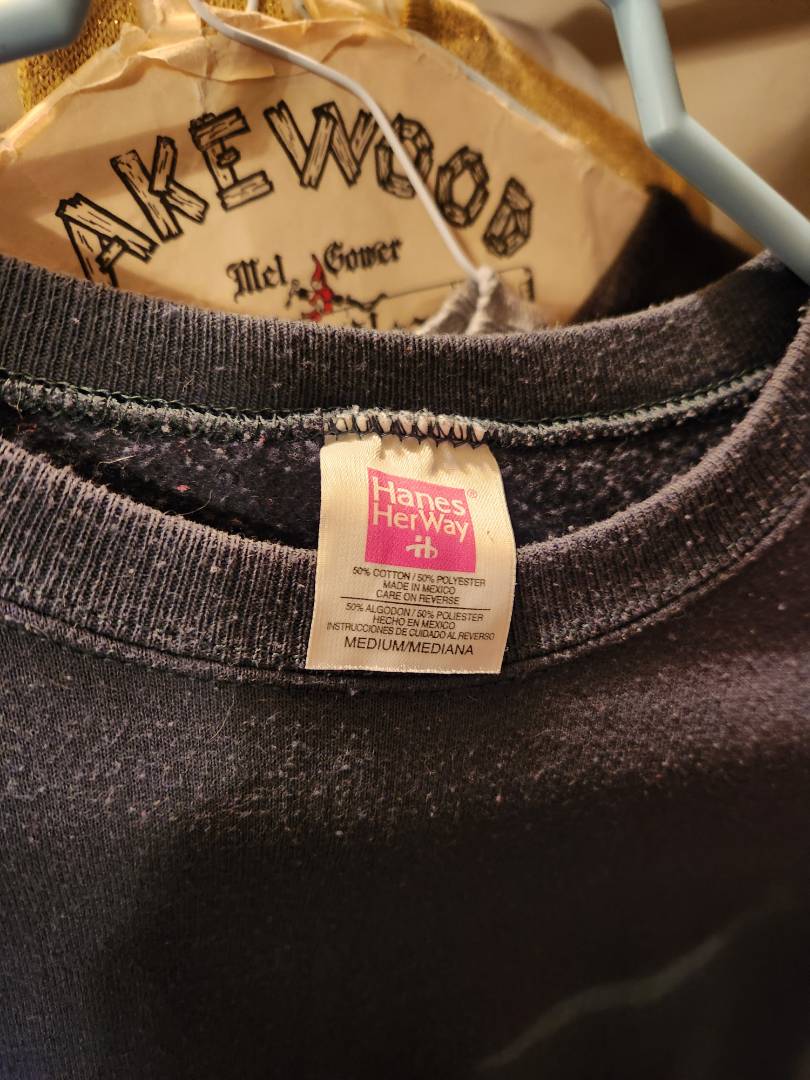 AKEWOOD
Mel Gower
Hanes®
HerWay
50% COTTON / 50% POLYESTER
MADE IN MEXICO
CARE ON REVERSE
50% ALGODON / 50% POLIESTER
HECHO EN MEXICO
INSTRUCCIONES DE CUIDADO AL REVERSO
MEDIUM/MEDIANA